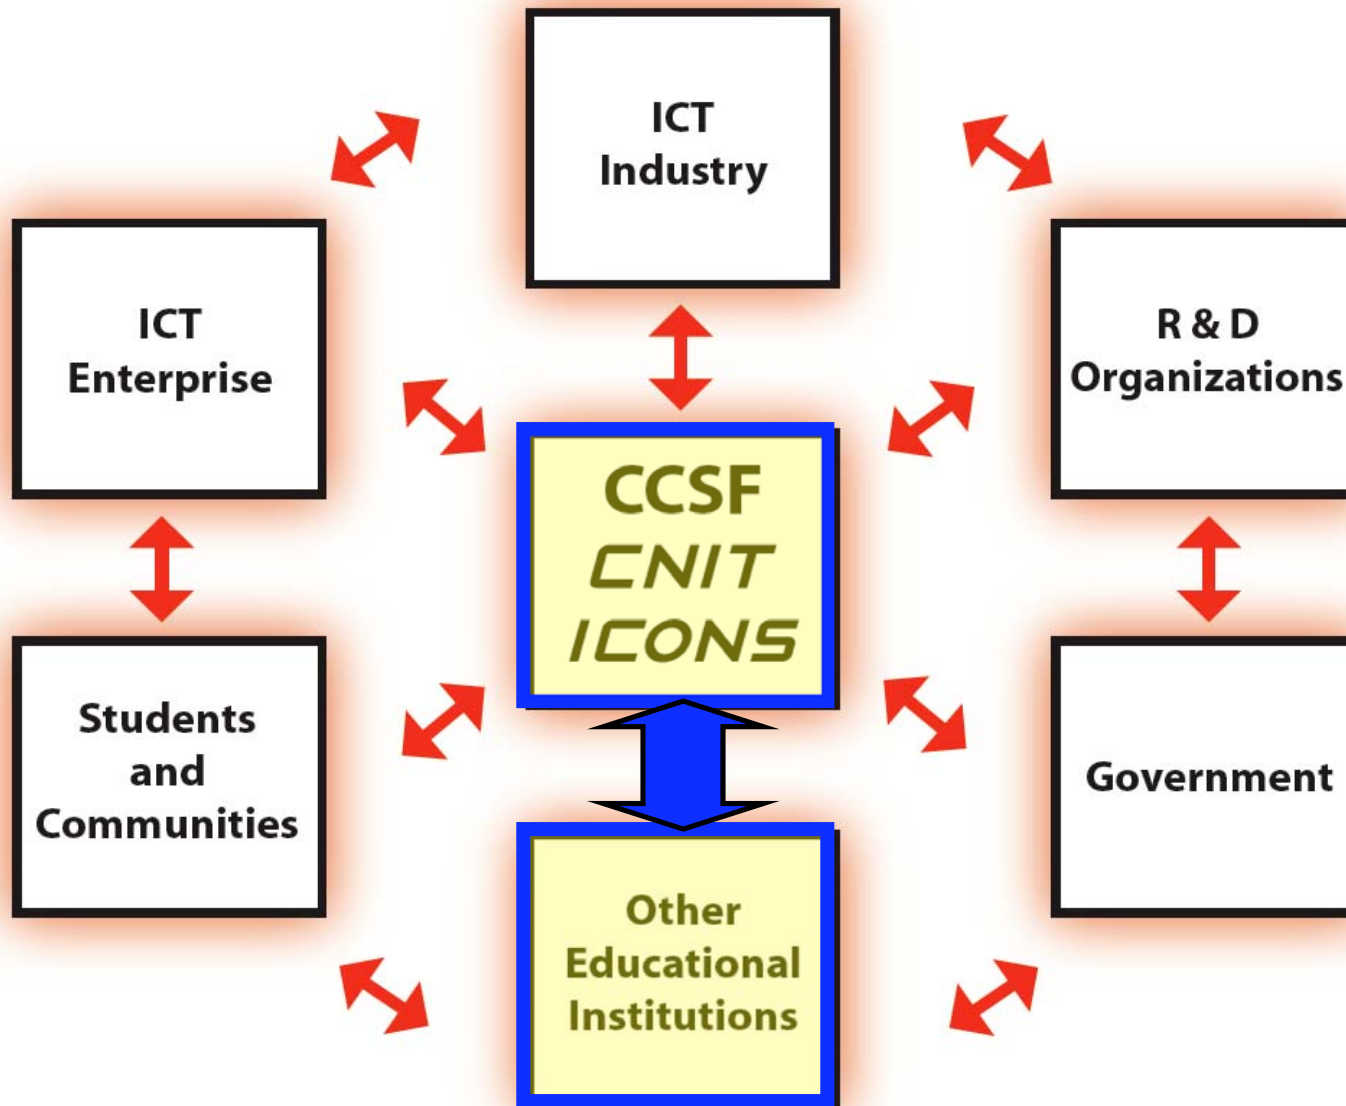 ICT
Industry
ICT
Enterprise
R & D
Organizations
CCSF
CNIT
ICONS
Students
and
Communities
Government
Other
Educational
Institutions